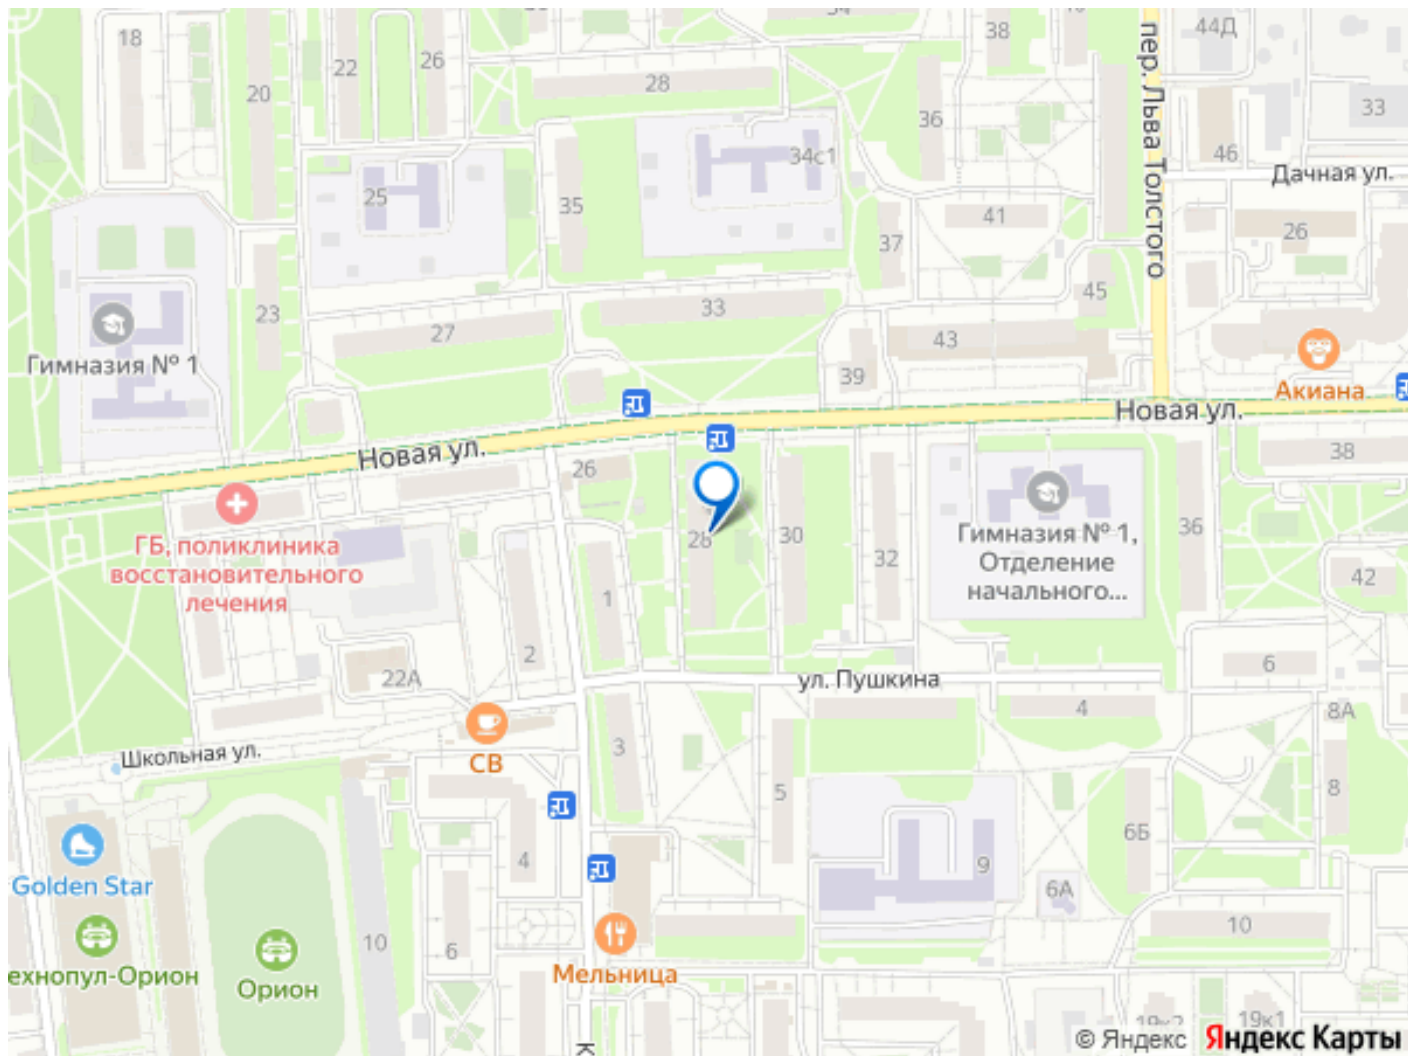 18
22
26
28
38
44Д
20
36
33
34с1
46
пер. Льва Толстого
Дачная ул.
25
35
41
26
37
45
23
27
33
43
Гимназия № 1
39
Акиана
Новая ул.
Новая ул.
38
26
ГБ, поликлиника
восстановительного
лечения
28
30
32
Гимназия № 1,
Отделение
начального...
36
42
1
2
22А
ул. Пушкина
6
4
8А
Школьная ул.
СВ
3
5
8
6Б
4
9
6А
Golden Star
10
10
6
ехнопул-Орион
Орион
Мельница
19к2
19к1
© Яндекс Яндекс Карты